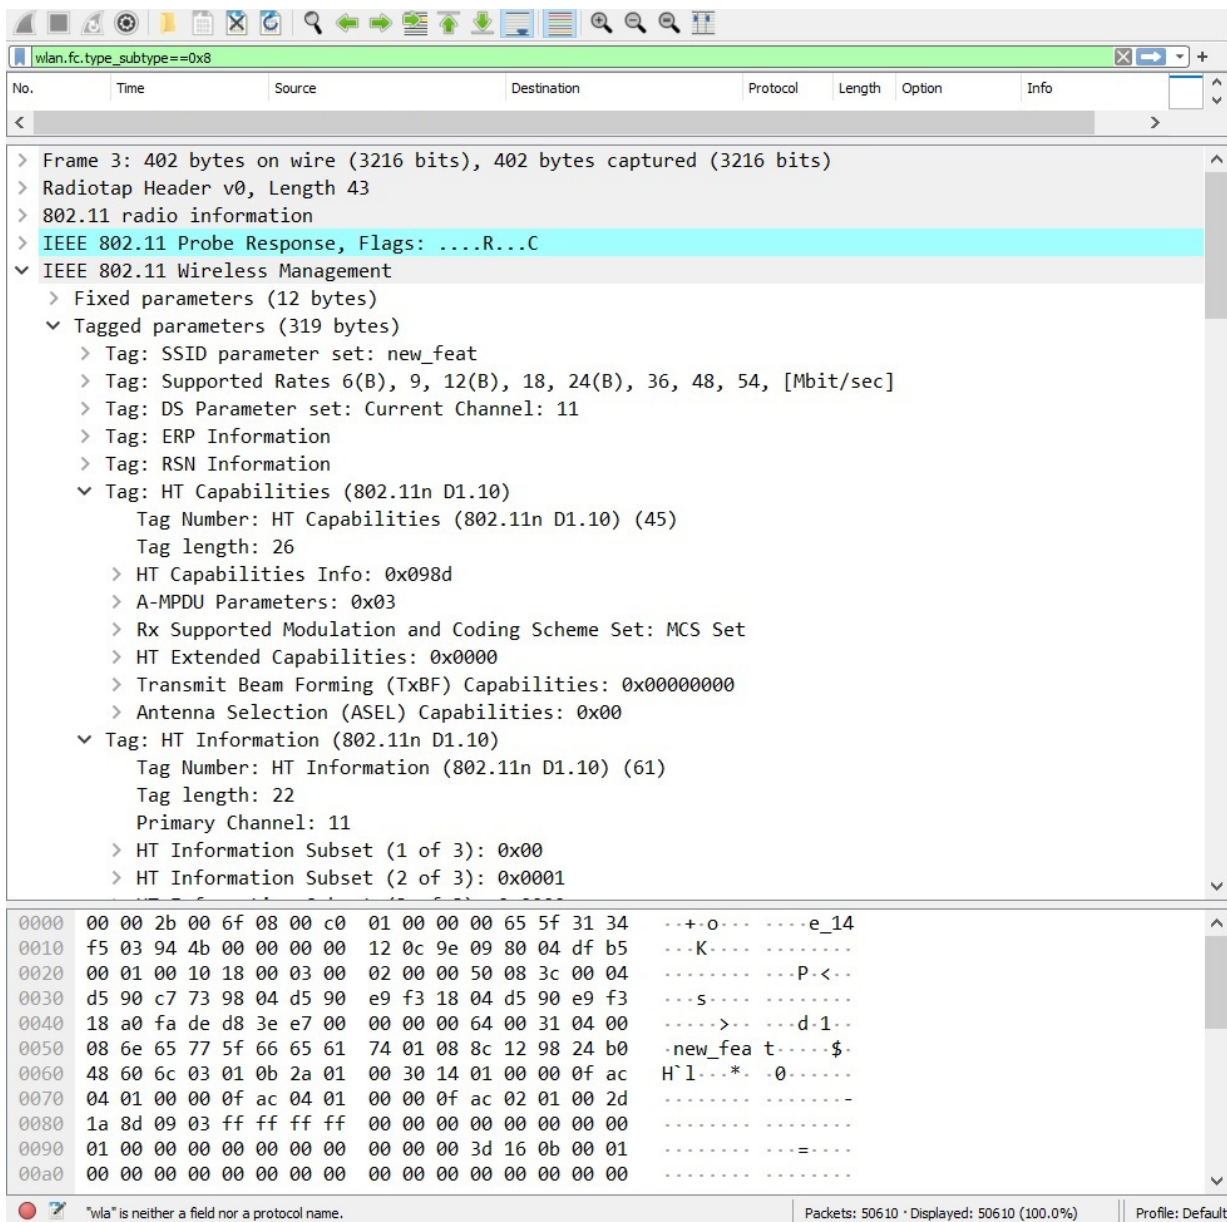 wlan.fc.type_subtype==0x8
No. Time Source Destination Protocol Length Option Info
Frame 3: 402 bytes on wire (3216 bits), 402 bytes captured (3216 bits)
Radiotap Header v0, Length 43
802.11 radio information
IEEE 802.11 Probe Response, Flags: ....R...C
IEEE 802.11 Wireless Management
Fixed parameters (12 bytes)
Tagged parameters (319 bytes)
Tag: SSID parameter set: new_feat
Tag: Supported Rates 6(B), 9, 12(B), 18, 24(B), 36, 48, 54, [Mbit/sec]
Tag: DS Parameter set: Current Channel: 11
Tag: ERP Information
Tag: RSN Information
Tag: HT Capabilities (802.11n D1.10)
Tag Number: HT Capabilities (802.11n D1.10) (45)
Tag length: 26
HT Capabilities Info: 0x098d
A-MPDU Parameters: 0x03
Rx Supported Modulation and Coding Scheme Set: MCS Set
HT Extended Capabilities: 0x0000
Transmit Beam Forming (TxBF) Capabilities: 0x00000000
Antenna Selection (ASEL) Capabilities: 0x00
Tag: HT Information (802.11n D1.10)
Tag Number: HT Information (802.11n D1.10) (61)
Tag length: 22
Primary Channel: 11
HT Information Subset (1 of 3): 0x00
HT Information Subset (2 of 3): 0x0001
0000 00 00 2b 00 6f 08 00 c0 01 00 00 00 65 5f 31 34 ··+·o··· ····e_14
0010 f5 03 94 4b 00 00 00 00 12 0c 9e 09 80 04 df b5 ···K···· ········
0020 00 01 00 10 18 00 03 00 02 00 00 50 08 3c 00 04 ········ ···P·<··
0030 d5 90 c7 73 98 04 d5 90 e9 f3 18 04 d5 90 e9 f3 ···s···· ········
0040 18 a0 fa de d8 3e e7 00 00 00 00 64 00 31 04 00 ·····>·· ···d·1··
0050 08 6e 65 77 5f 66 65 61 74 01 08 8c 12 98 24 b0 ·new_fea t·····$·
0060 48 60 6c 03 01 0b 2a 01 00 30 14 01 00 00 0f ac H`l···*· ·0······
0070 04 01 00 00 0f ac 04 01 00 00 0f ac 02 01 00 2d ········ ·······-
0080 1a 8d 09 03 ff ff ff ff 00 00 00 00 00 00 00 00 ········ ········
0090 01 00 00 00 00 00 00 00 00 00 00 3d 16 0b 00 01 ········ ···=····
00a0 00 00 00 00 00 00 00 00 00 00 00 00 00 00 00 00 ········ ········
"wla" is neither a field nor a protocol name. Packets: 50610 · Displayed: 50610 (100.0%) Profile: Default